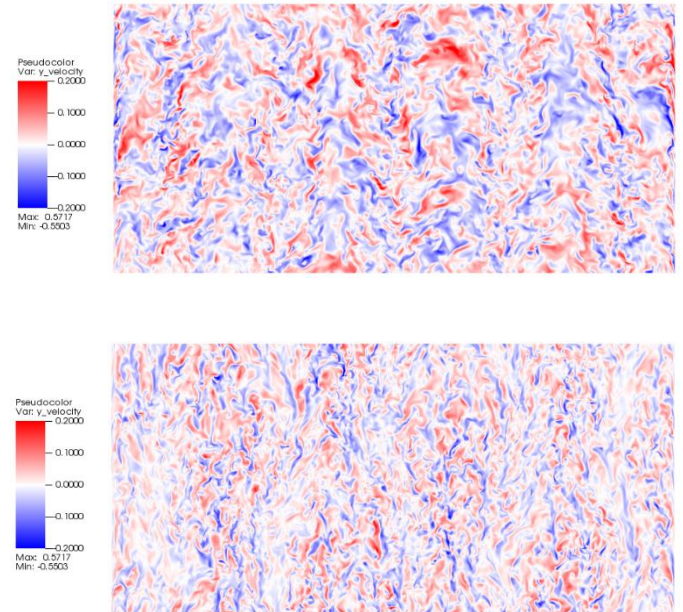 Pseudocolor
Var: y_velocity
0.2000
0.1000
0.0000
-0.1000
-0.2000
Max: 0.5717
Min: -0.5503
Pseudocolor
Var: y_velocity
0.2000
0.1000
0.0000
-0.1000
-0.2000
Max: 0.5717
Min: -0.5503